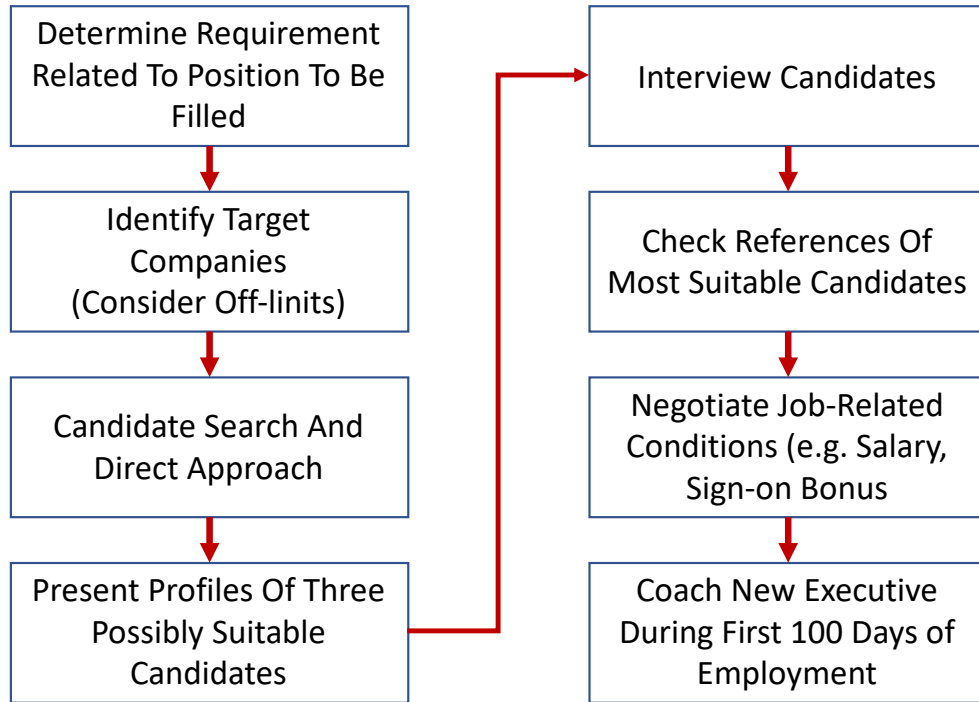 Determine Requirement
Related To Position To Be
Filled
Identify Target
Companies
(Consider Off-linits)
Candidate Search And
Direct Approach
Present Profiles Of Three
Possibly Suitable
Candidates
Interview Candidates
Check References Of
Most Suitable Candidates
Negotiate Job-Related
Conditions (e.g. Salary,
Sign-on Bonus
Coach New Executive
During First 100 Days of
Employment